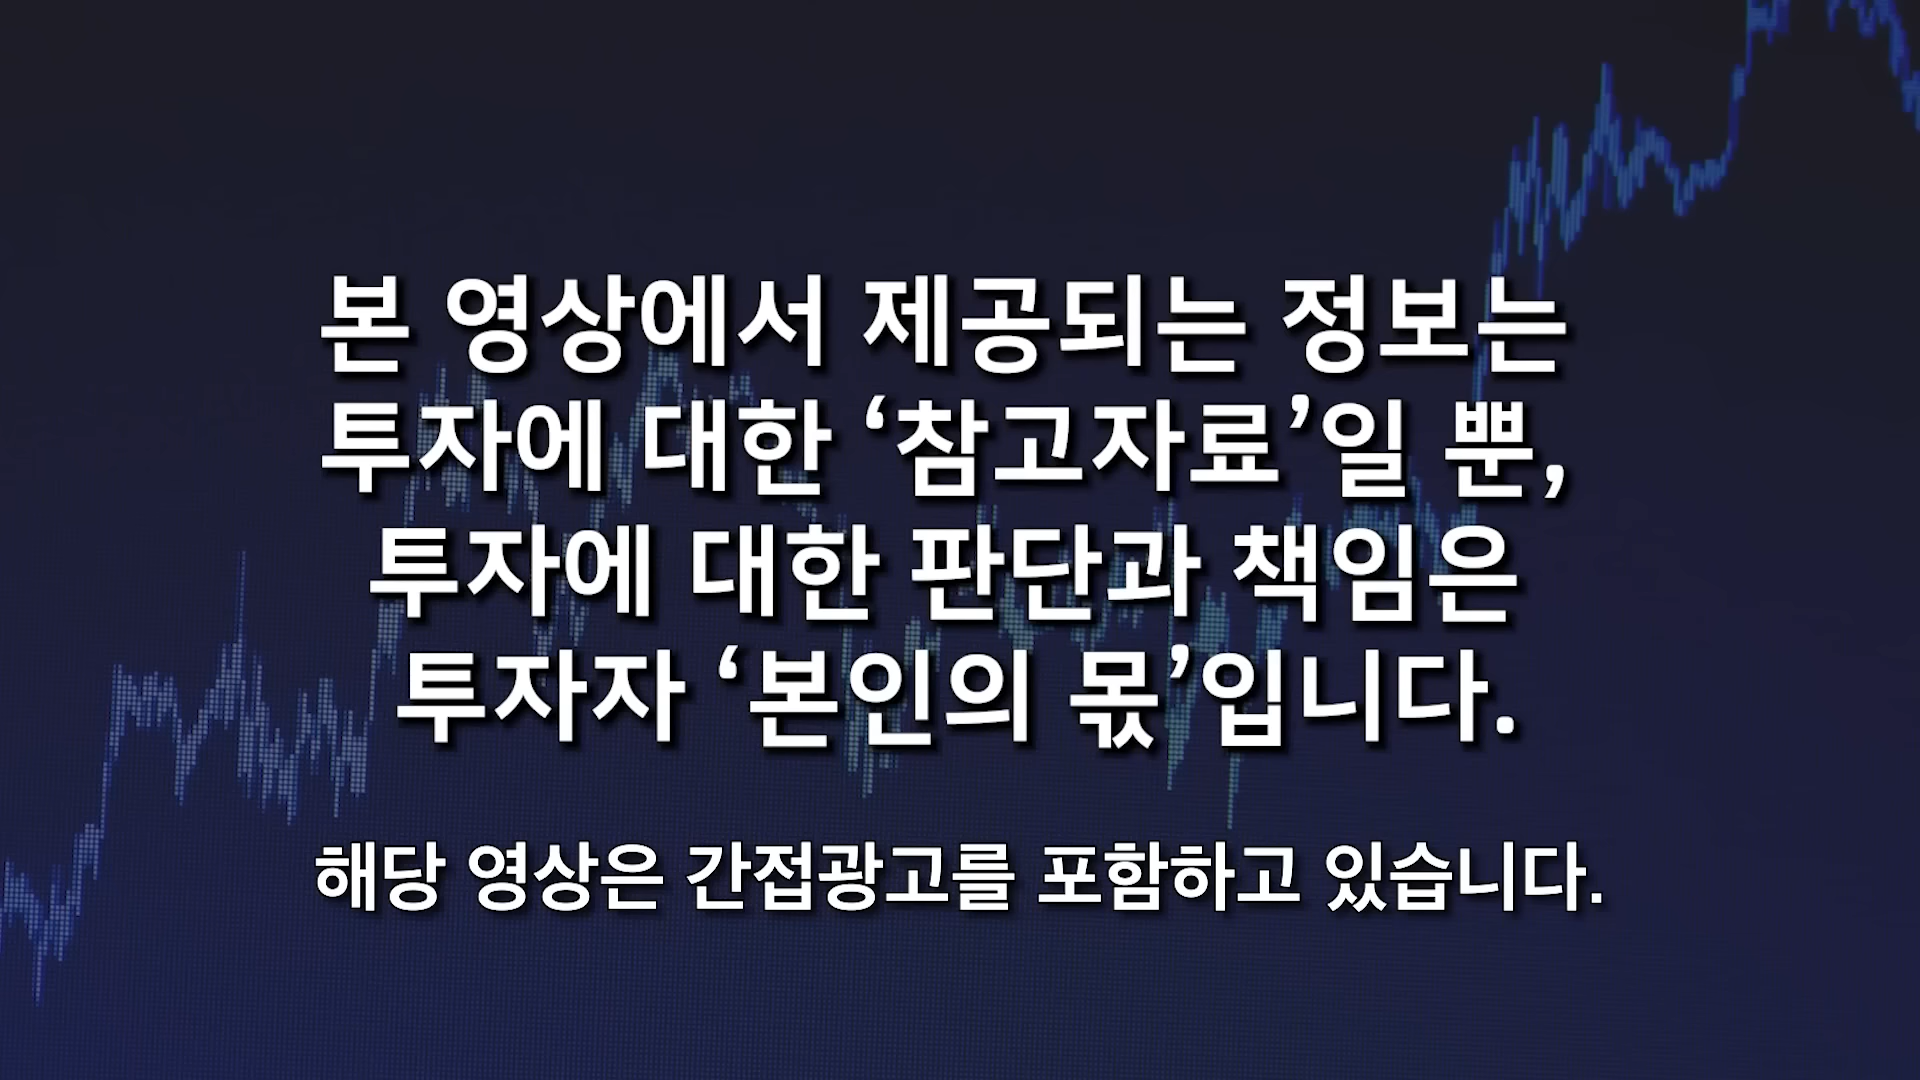 본 영상에서 제공되는 정보는
투자에 대한 ‘참고자료’일 뿐,
투자에 대한 판단과 책임은
투자자 ‘본인의 몫’입니다.
해당 영상은 간접광고를 포함하고 있습니다.